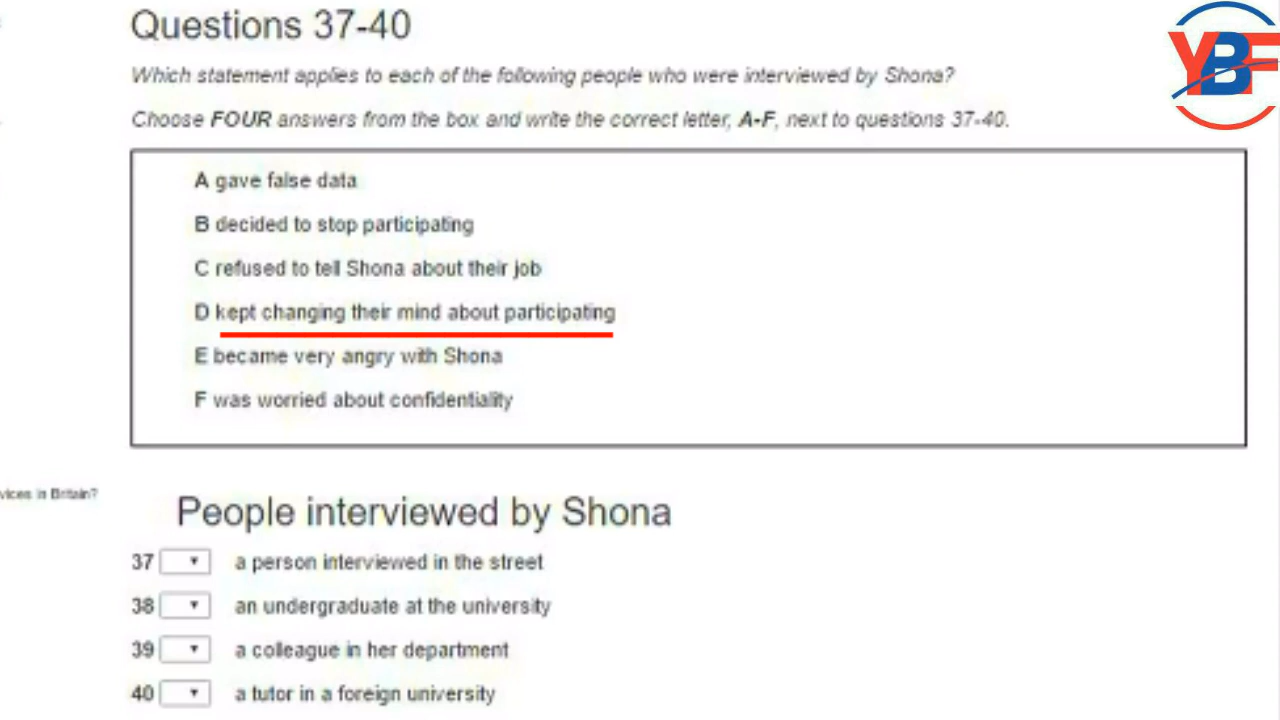 Questions 37-40
YBF
Which statement applies to each of the following people who were interviewed by Shona?
Choose FOUR answers from the box and write the correct letter, A-F, next to questions 37-40.
A gave false data
B decided to stop participating
C refused to tell Shona about their job
D kept changing their mind about participating
E became very angry with Shona
F was worried about confidentiality
vices in Britain?
People interviewed by Shona
37 a person interviewed in the street
38 an undergraduate at the university
39 a colleague in her department
40 a tutor in a foreign university